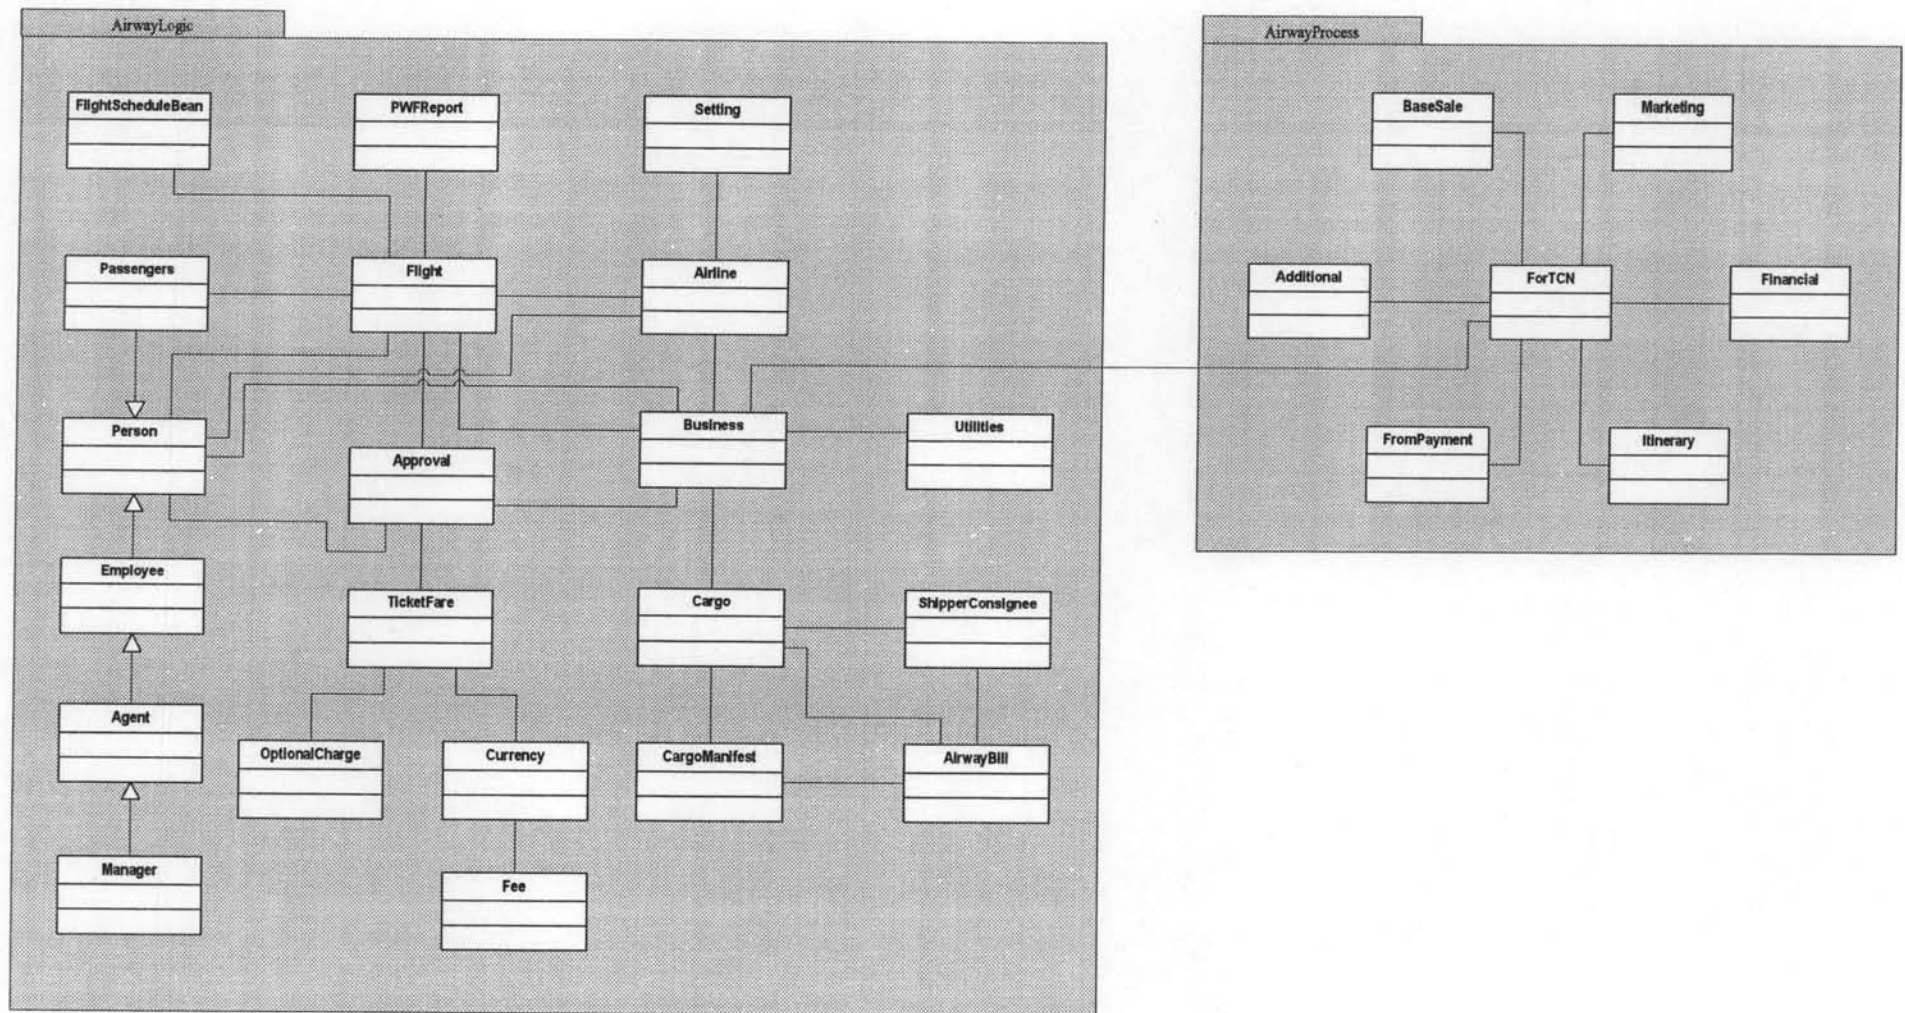 AirwayLogic
AirwayProcess
FlightScheduleBean
PWFReport
Setting
BaseSale
Marketing
Passengers
Flight
Airline
Additional
ForTCN
Financial
Person
Approval
Business
Utilities
FromPayment
Itinerary
Employee
TicketFare
Cargo
ShipperConsignee
Agent
OptionalCharge
Currency
CargoManifest
AirwayBill
Manager
Fee